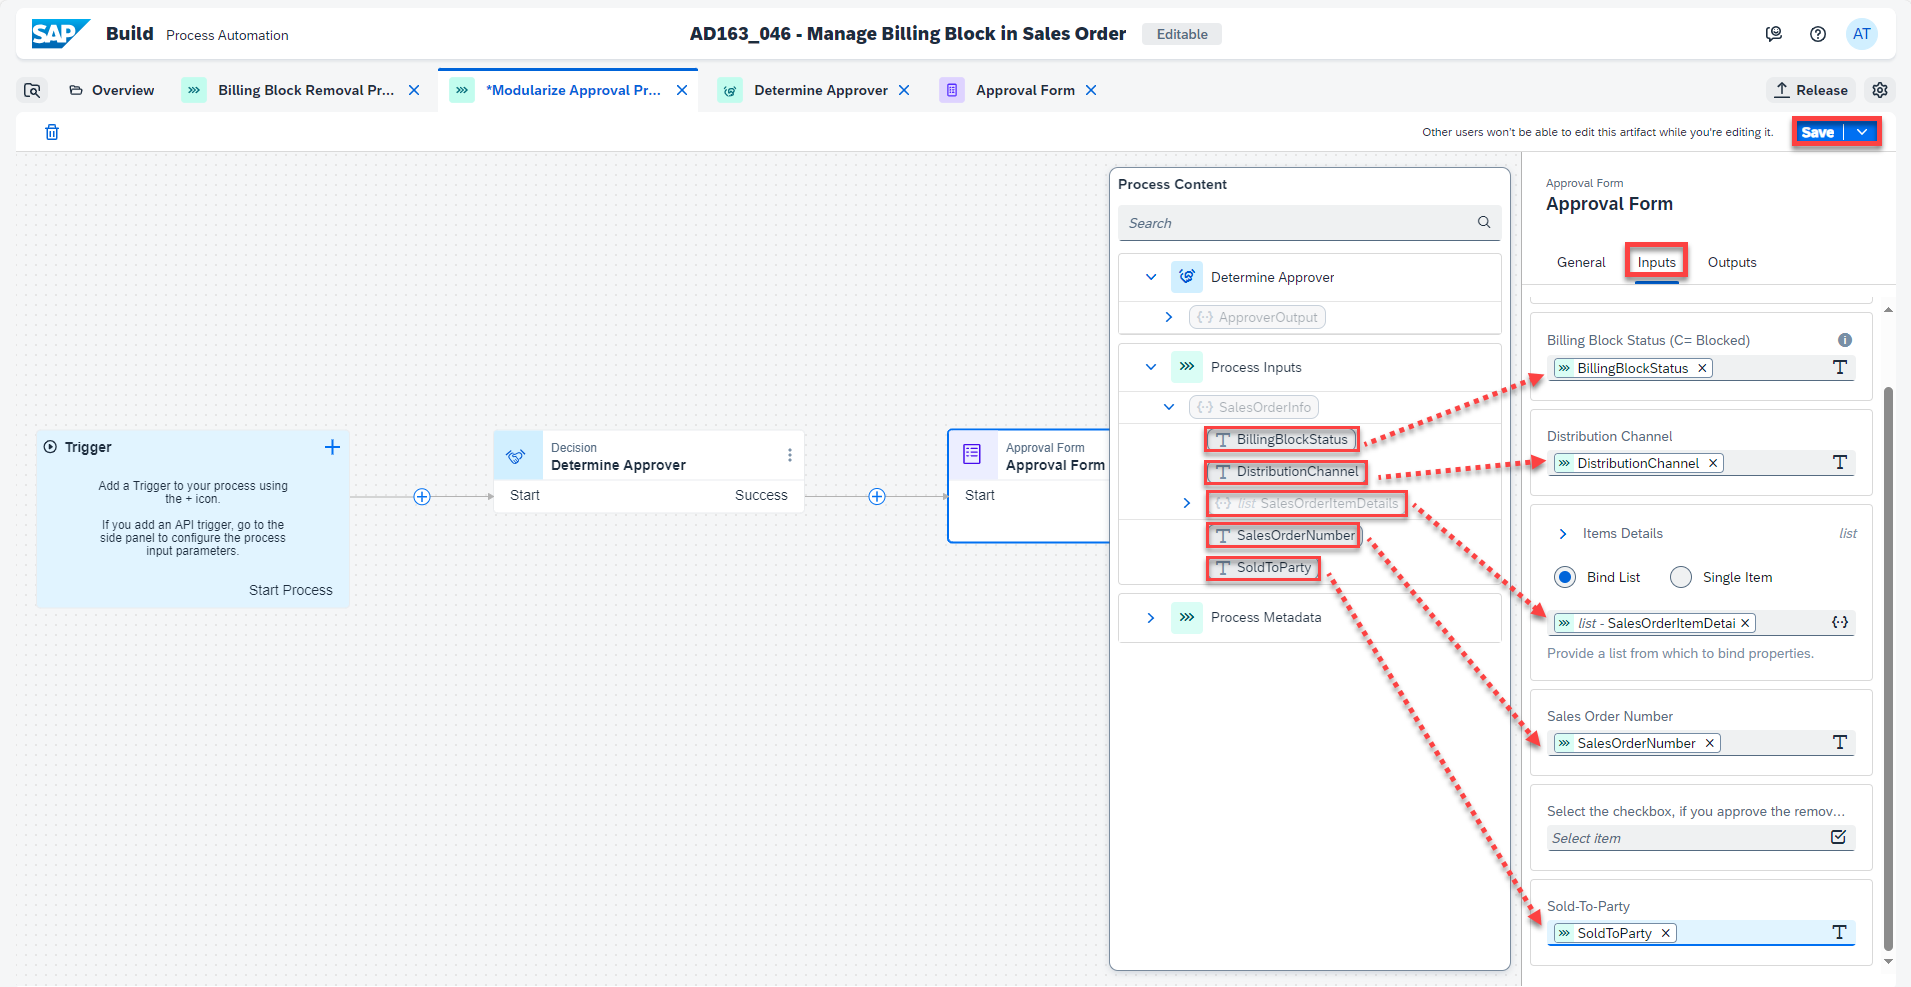 SAP Build Process Automation
AD163_046 - Manage Billing Block in Sales Order Editable
AT
Overview
Billing Block Removal Pr...
*Modularize Approval Pr...
Determine Approver
Approval Form
Release
Other users won't be able to edit this artifact while you're editing it.
Save
Trigger
Add a Trigger to your process using
the + icon.
If you add an API trigger, go to the
side panel to configure the process
input parameters.
Start Process
Decision
Determine Approver
Start Success
Approval Form
Approval Form
Start
Process Content
Search
Determine Approver
ApproverOutput
Process Inputs
SalesOrderInfo
BillingBlockStatus
DistributionChannel
list SalesOrderItemDetails
SalesOrderNumber
SoldToParty
Process Metadata
Approval Form
Approval Form
General Inputs Outputs
Billing Block Status (C= Blocked)
BillingBlockStatus
Distribution Channel
DistributionChannel
Items Details list
Bind List Single Item
list - SalesOrderItemDetai
Provide a list from which to bind properties.
Sales Order Number
SalesOrderNumber
Select the checkbox, if you approve the remov...
Select item
Sold-To-Party
SoldToParty